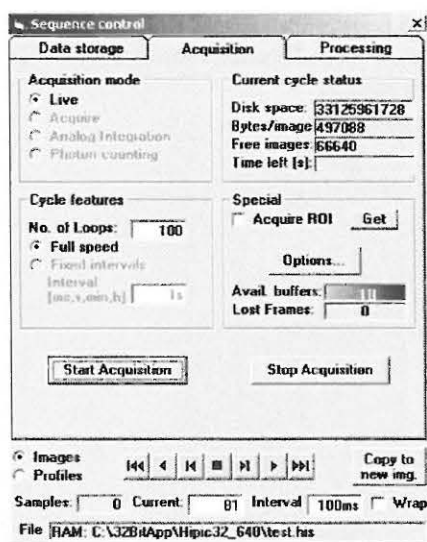 Sequence control
Data storage Acquisition Processing
Acquisition mode
Live
Acquire
Analog Integration
Photon counting
Current cycle status
Disk space: 33125961728
Bytes/image 497088
Free images: 66640
Time left [s]:
Cycle features
No. of Loops: 100
Full speed
Fixed intervals
Interval
[ms,s,min,h] 1s
Special
Acquire ROI Get
Options...
Avail. buffers:
Lost Frames: 0
Start Acquisition Stop Acquisition
Images
Profiles
Copy to
new img.
Samples: 0 Current: 81 Interval 100ms Wrap
File RAM: C:\32BitApp\Hipic32_640\test.his